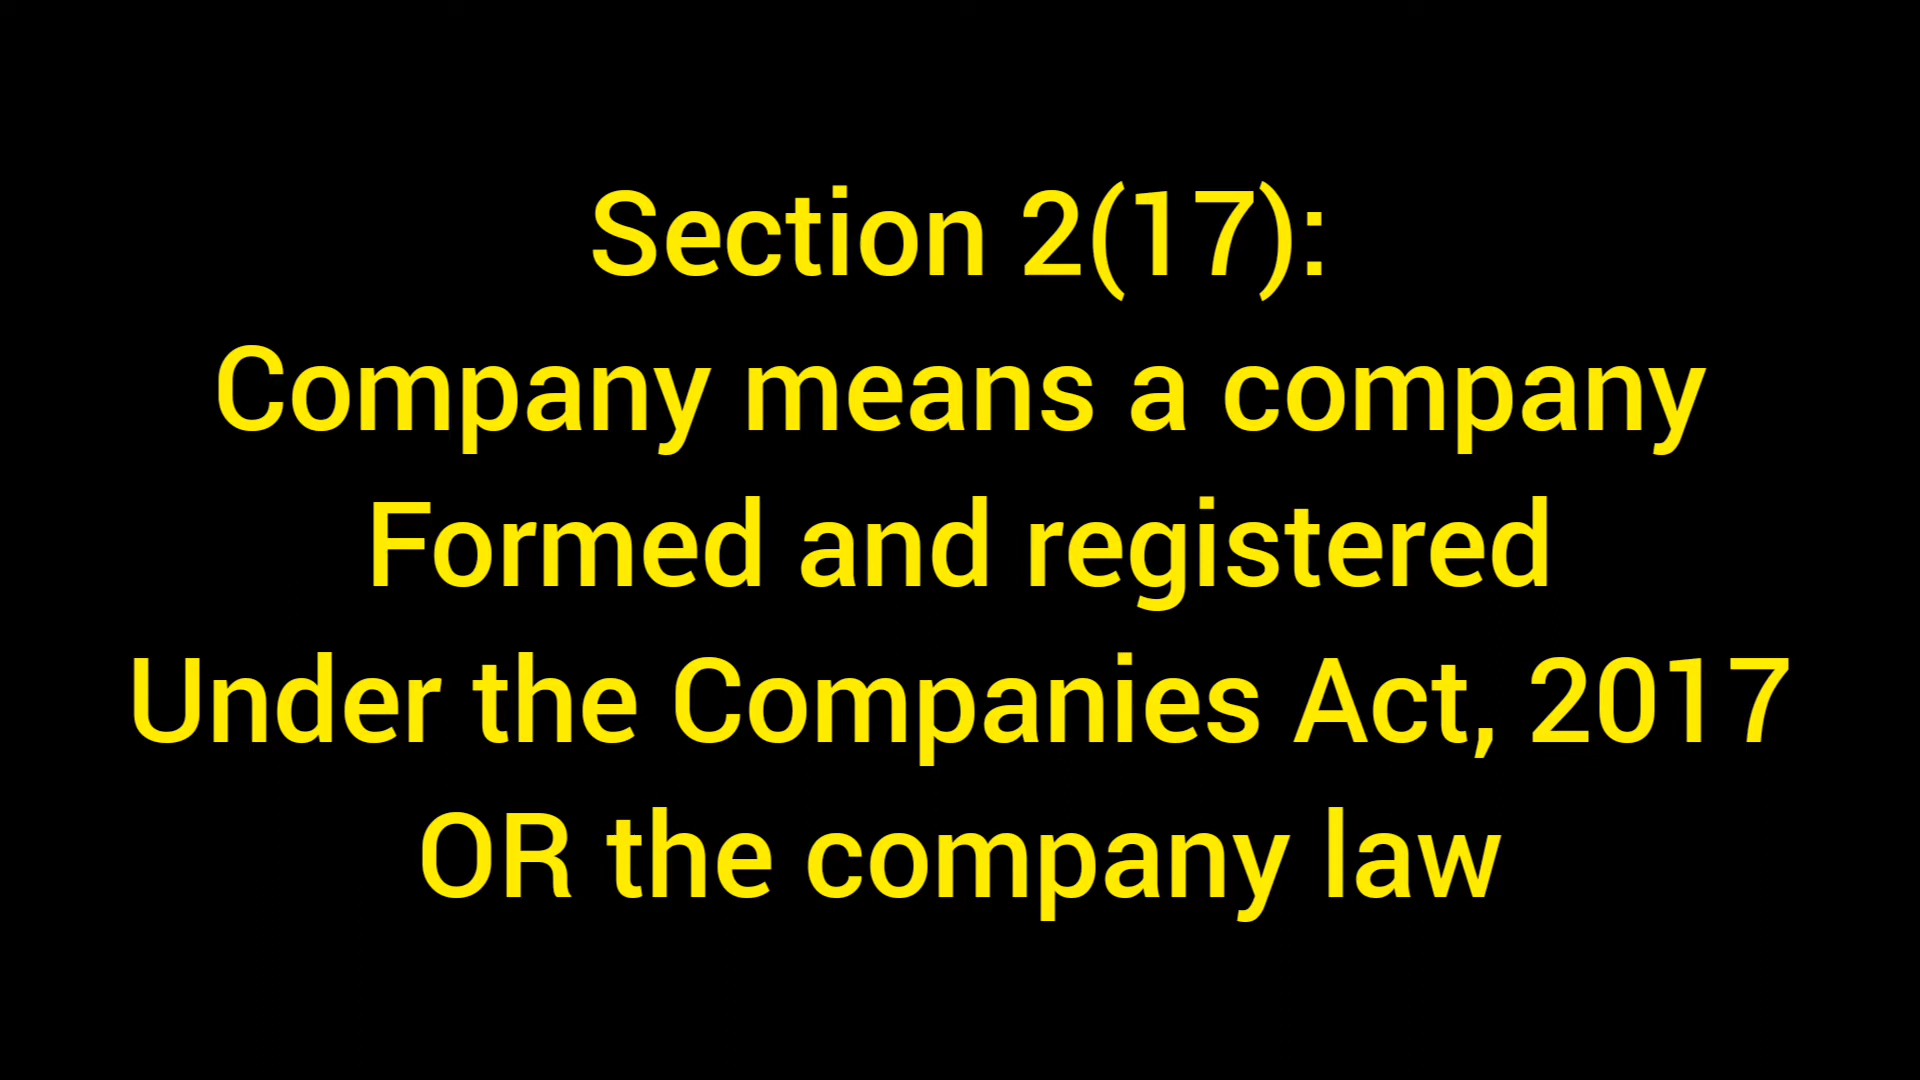 Section 2(17):
Company means a company
Formed and registered
Under the Companies Act, 2017
OR the company law